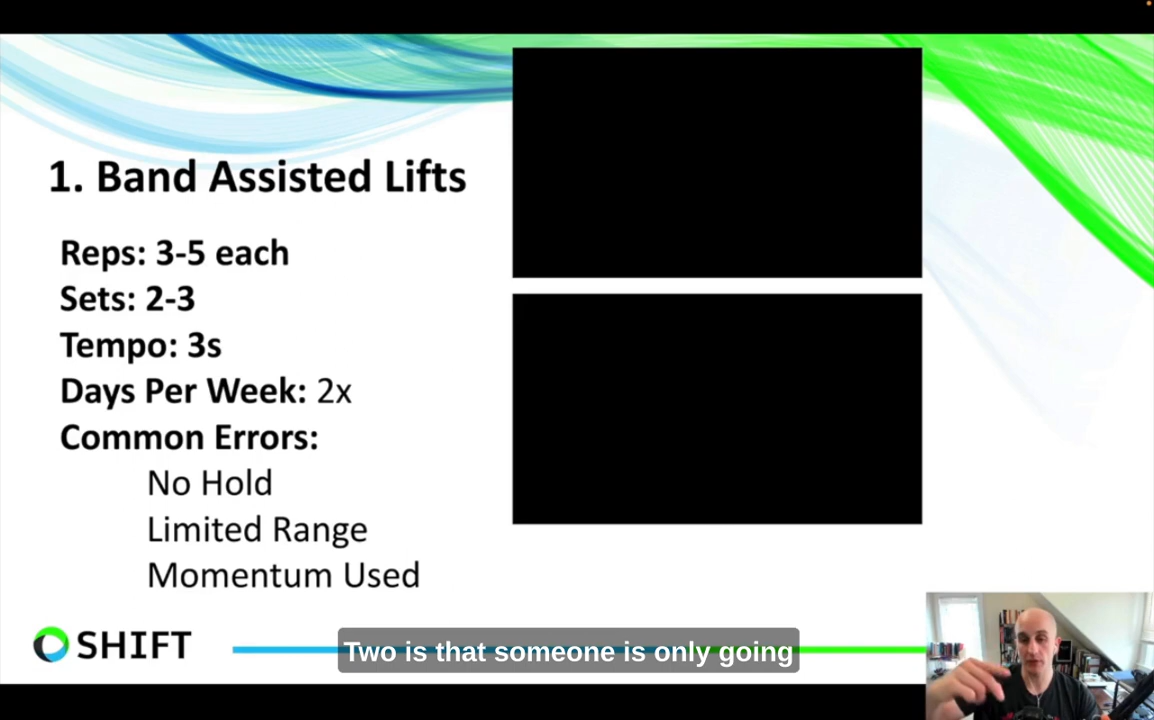 1. Band Assisted Lifts
Reps: 3-5 each
Sets: 2-3
Tempo: 3s
Days Per Week: 2x
Common Errors:
No Hold
Limited Range
Momentum Used
SHIFT
Two is that someone is only going